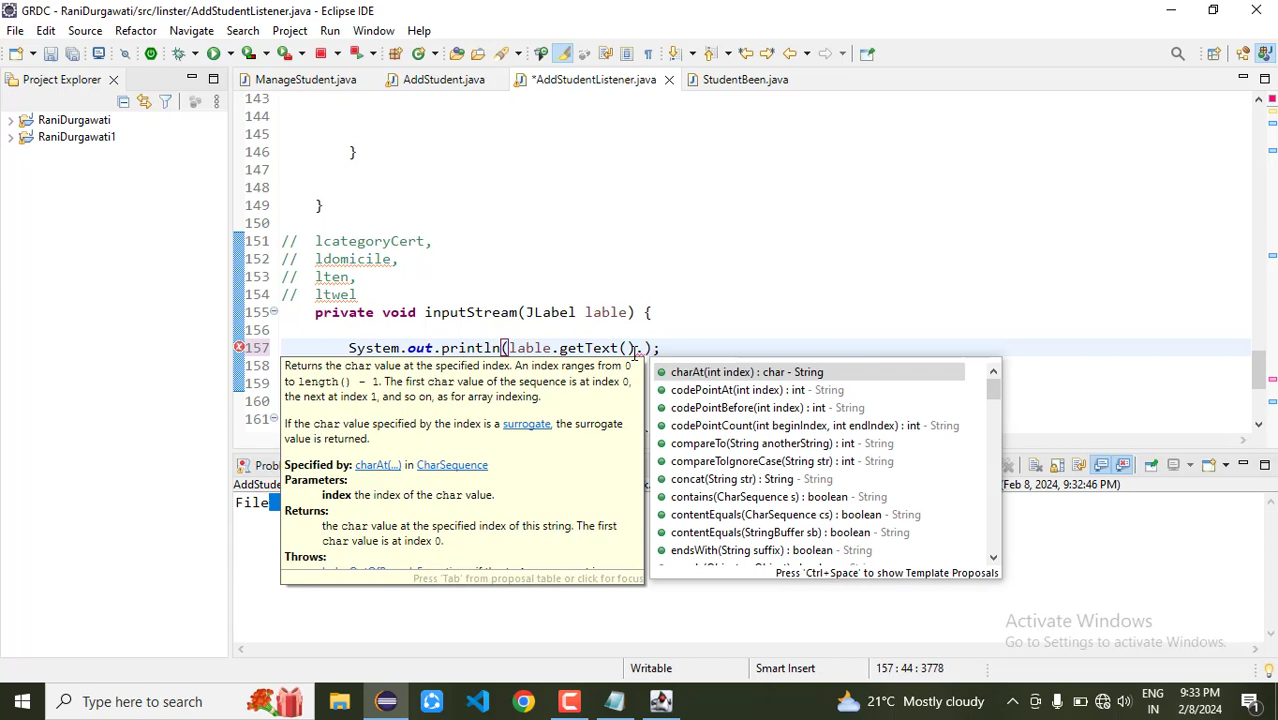 GRDC - RaniDurgawati/src/linster/AddStudentListener.java - Eclipse IDE
File Edit Source Refactor Navigate Search Project Run Window Help
Project Explorer
ManageStudent.java
AddStudent.java
*AddStudentListener.java
StudentBeen.java
RaniDurgawati
RaniDurgawati1
143
144
145
146 }
147
148
149 }
150
151 // lcategoryCert,
152 // ldomicile,
153 // lten,
154 // ltwel
155 private void inputStream(JLabel lable) {
156
157 System.out.println(lable.getText().);
158
159
160
161
Returns the char value at the specified index. An index ranges from 0
to length() - 1. The first char value of the sequence is at index 0,
the next at index 1, and so on, as for array indexing.
If the char value specified by the index is a surrogate, the surrogate
value is returned.
Specified by: charAt(...) in CharSequence
Parameters:
index the index of the char value.
Returns:
the char value at the specified index of this string. The first
char value is at index 0.
Throws:
Press 'Tab' from proposal table or click for focus
charAt(int index) : char - String
codePointAt(int index) : int - String
codePointBefore(int index) : int - String
codePointCount(int beginIndex, int endIndex) : int - String
compareTo(String anotherString) : int - String
compareToIgnoreCase(String str) : int - String
concat(String str) : String - String
contains(CharSequence s) : boolean - String
contentEquals(CharSequence cs) : boolean - String
contentEquals(StringBuffer sb) : boolean - String
endsWith(String suffix) : boolean - String
Press 'Ctrl+Space' to show Template Proposals
(Feb 8, 2024, 9:32:46 PM)
File
Activate Windows
Go to Settings to activate Windows.
Writable
Smart Insert
157 : 44 : 3778
Type here to search
21°C Mostly cloudy
ENG
IN
9:33 PM
2/8/2024
1